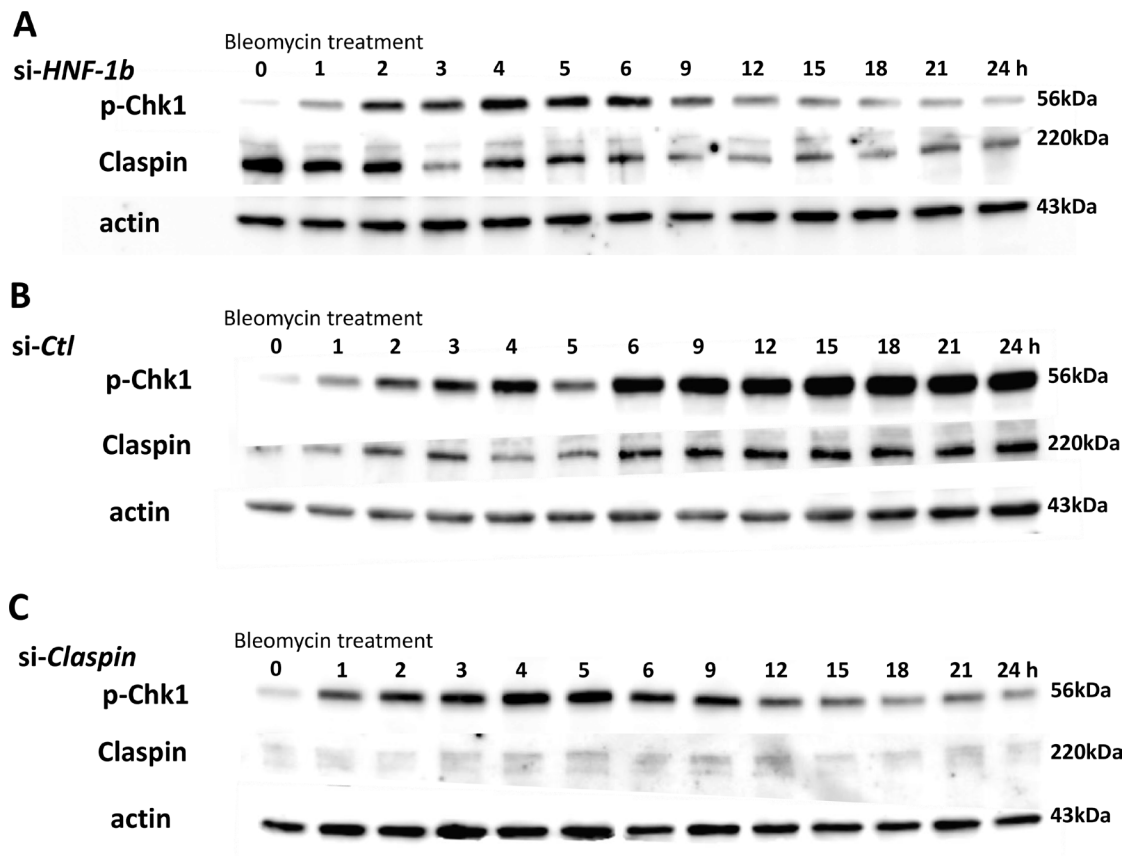 A
Bleomycin treatment
si-HNF-1b 0 1 2 3 4 5 6 9 12 15 18 21 24 h
p-Chk1 56kDa
220kDa
Claspin
43kDa
actin
B
Bleomycin treatment
si-Ctl 0 1 2 3 4 5 6 9 12 15 18 21 24 h
p-Chk1 56kDa
Claspin 220kDa
actin 43kDa
C
Bleomycin treatment
si-Claspin
0 1 2 3 4 5 6 9 12 15 18 21 24 h
p-Chk1 56kDa
Claspin 220kDa
actin 43kDa